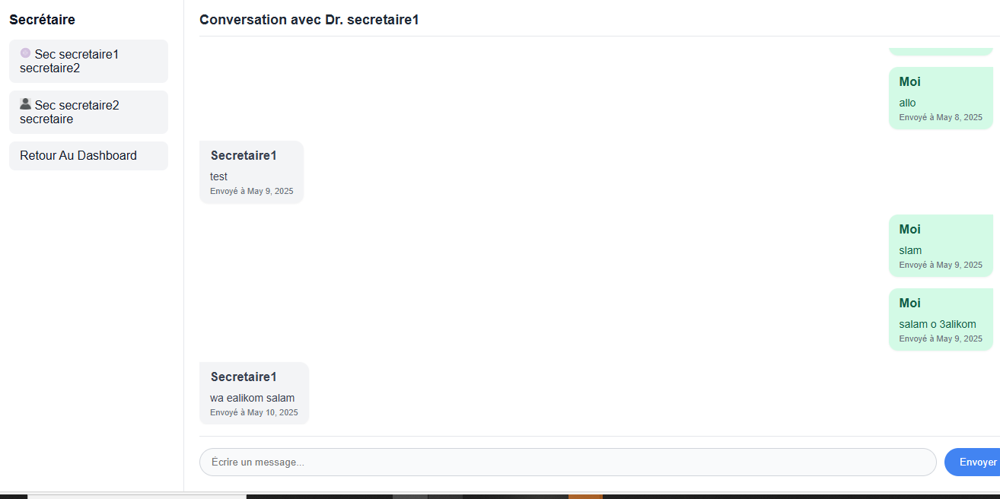 Secrétaire
Sec secretaire1
secretaire2
Sec secretaire2
secretaire
Retour Au Dashboard
Conversation avec Dr. secretaire1
Moi
allo
Envoyé à May 8, 2025
Secretaire1
test
Envoyé à May 9, 2025
Moi
slam
Envoyé à May 9, 2025
Moi
salam o 3alikom
Envoyé à May 9, 2025
Secretaire1
wa ealikom salam
Envoyé à May 10, 2025
Écrire un message...
Envoyer